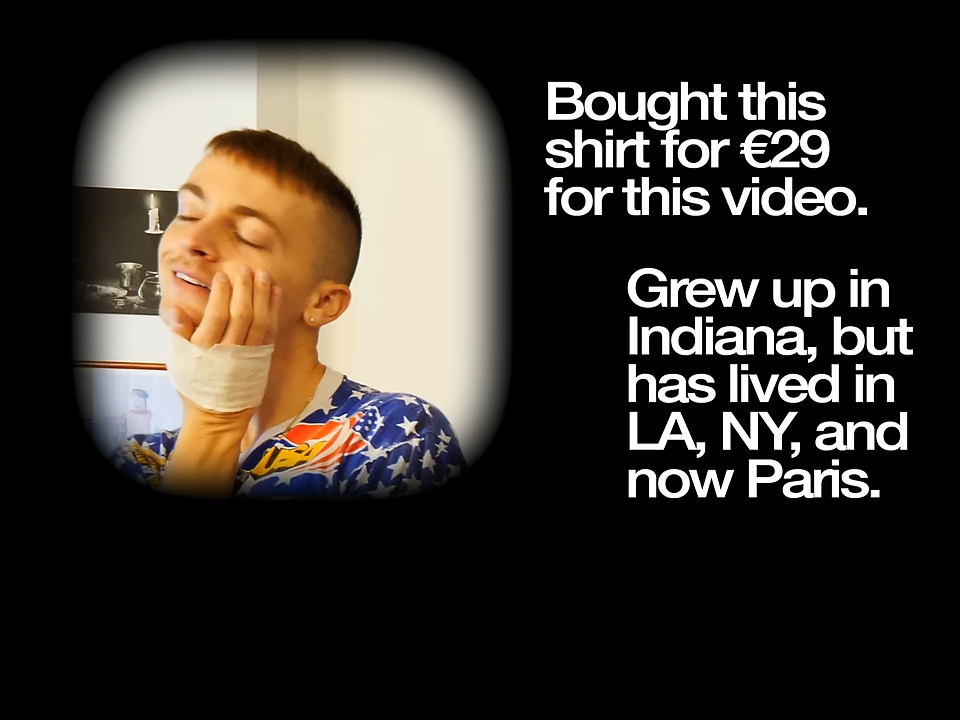 Bought this
shirt for €29
for this video.
Grew up in
Indiana, but
has lived in
LA, NY, and
now Paris.
USA